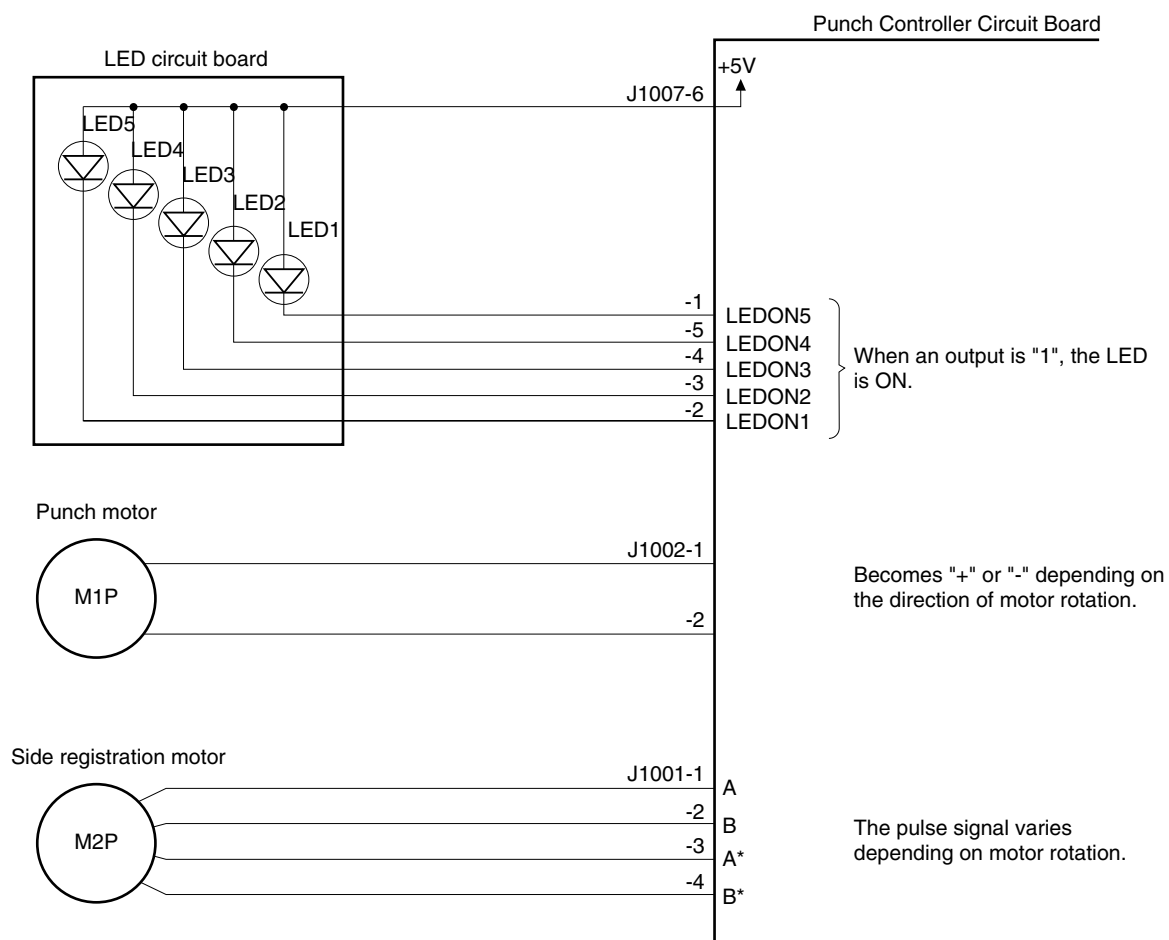 Punch Controller Circuit Board
LED circuit board
+5V
J1007-6
LED5
LED4
LED3
LED2
LED1
-1
LEDON5
-5
LEDON4
-4
LEDON3
-3
LEDON2
-2
LEDON1
When an output is "1", the LED
is ON.
Punch motor
M1P
J1002-1
-2
Becomes "+" or "-" depending on
the direction of motor rotation.
Side registration motor
M2P
J1001-1
A
-2
B
-3
A*
-4
B*
The pulse signal varies
depending on motor rotation.